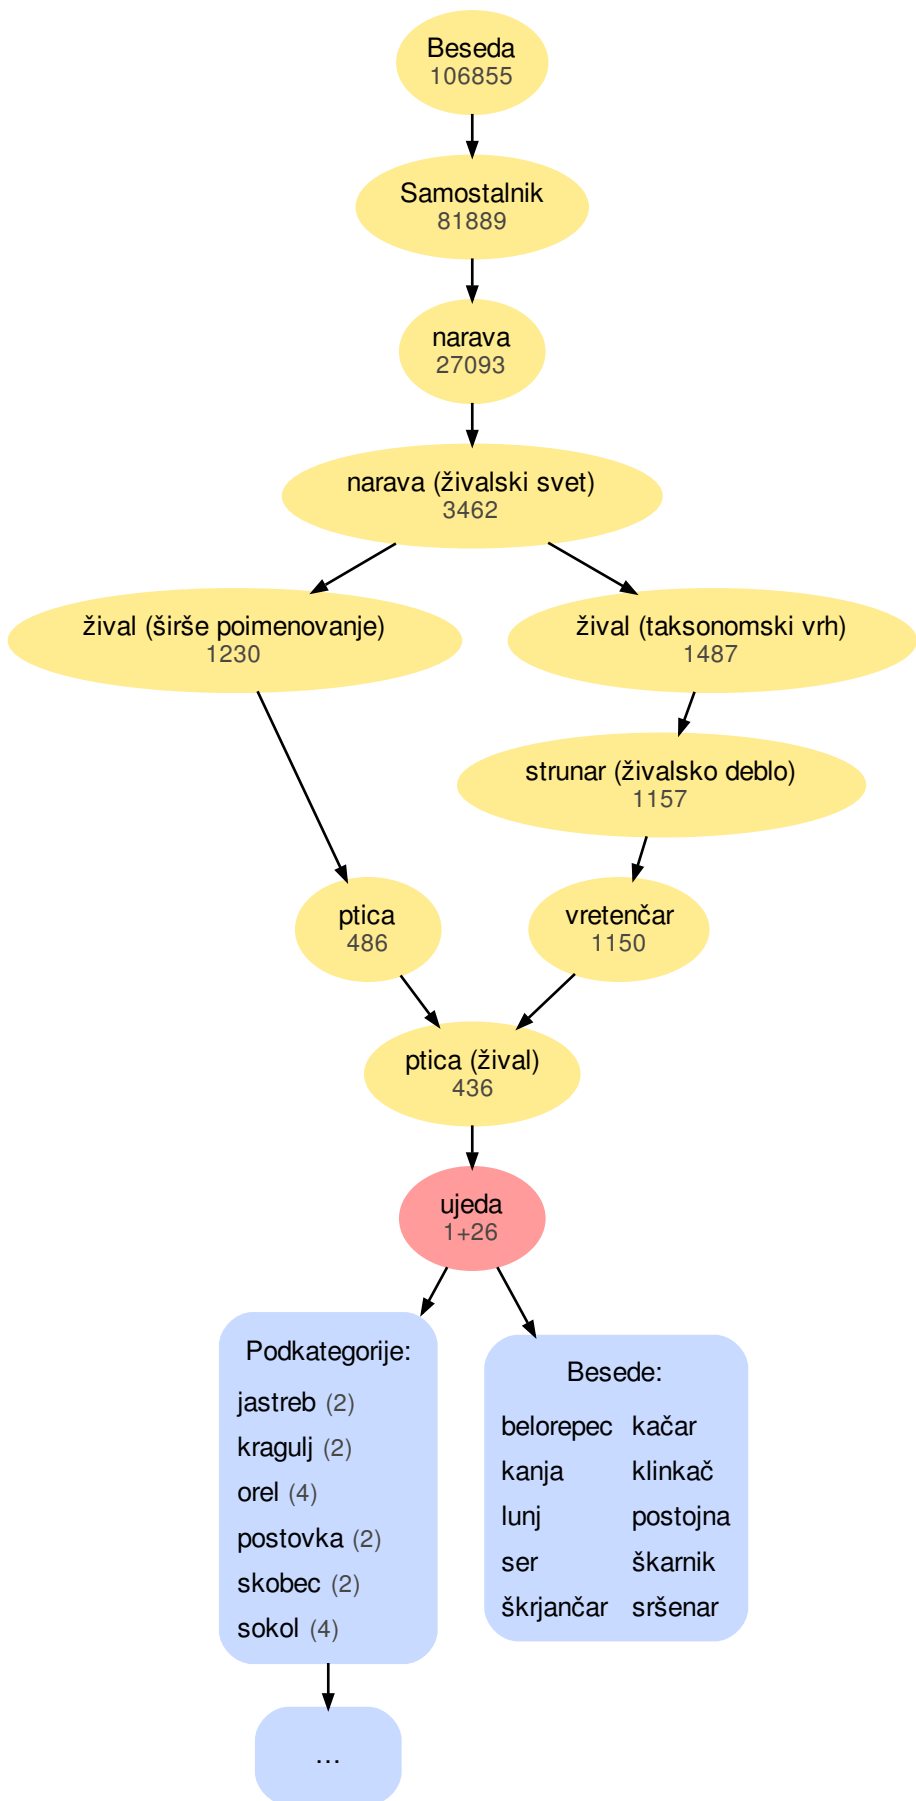 Beseda
106855
Samostalnik
81889
narava
27093
narava (živalski svet)
3462
žival (širše poimenovanje)
1230
žival (taksonomski vrh)
1487
strunar (živalsko deblo)
1157
ptica
486
vretenčar
1150
ptica (žival)
436
ujeda
1+26
Podkategorije:
jastreb (2)
kragulj (2)
orel (4)
postovka (2)
skobec (2)
sokol (4)
Besede:
belorepec kačar
kanja klinkač
lunj postojna
ser škarnik
škrjančar sršenar
...